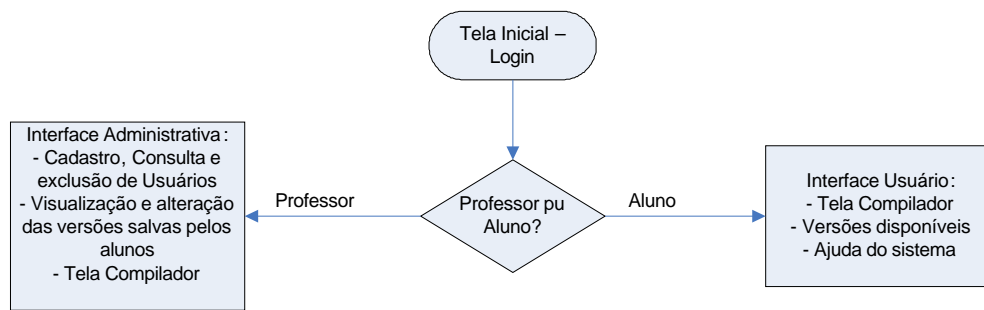 Tela Inicial –
Login
Interface Administrativa:
- Cadastro, Consulta e
exclusão de Usuários
- Visualização e alteração
das versões salvas pelos
alunos
- Tela Compilador
Professor
Professor pu
Aluno?
Aluno
Interface Usuário:
- Tela Compilador
- Versões disponíveis
- Ajuda do sistema